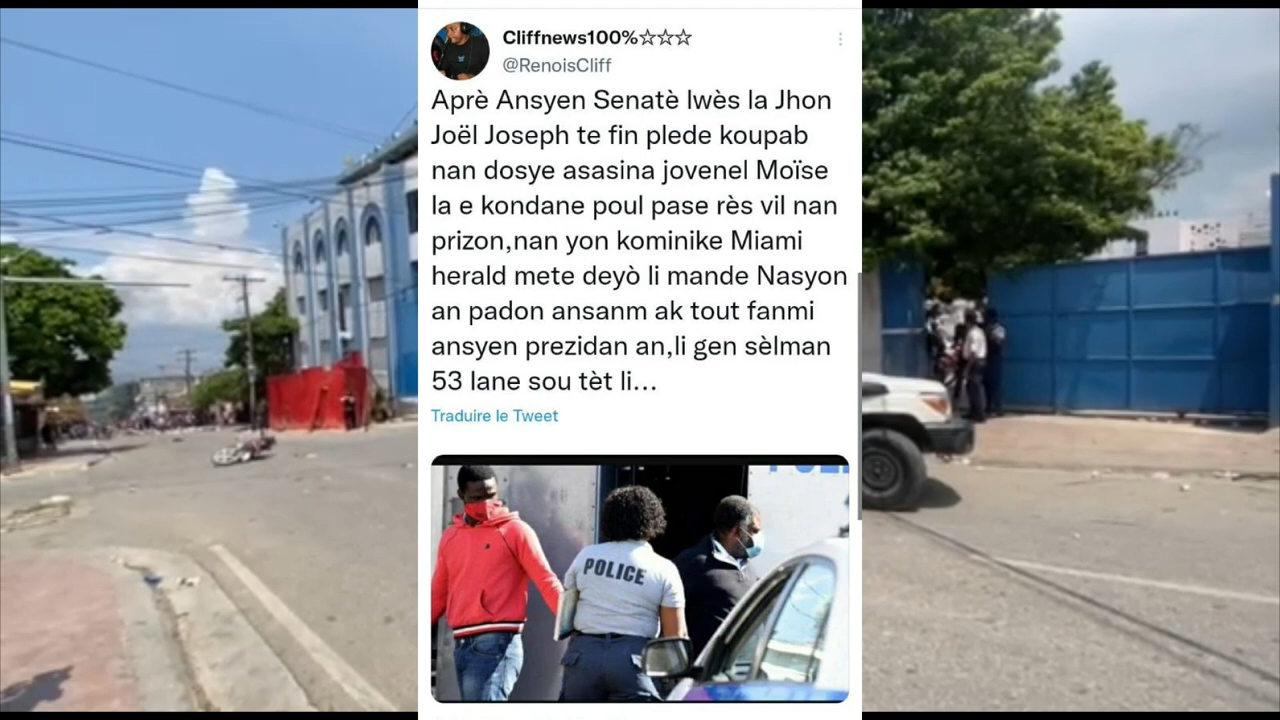 Cliffnews100%☆☆☆
@RenoisCliff
Aprè Ansyen Senatè lwès la Jhon
Joël Joseph te fin plede koupab
nan dosye asasina jovenel Moïse
la e kondane poul pase rès vil nan
prizon,nan yon kominike Miami
herald mete deyò li mande Nasyon
an padon ansanm ak tout fanmi
ansyen prezidan an,li gen sèlman
53 lane sou tèt li...
Traduire le Tweet
POLICE